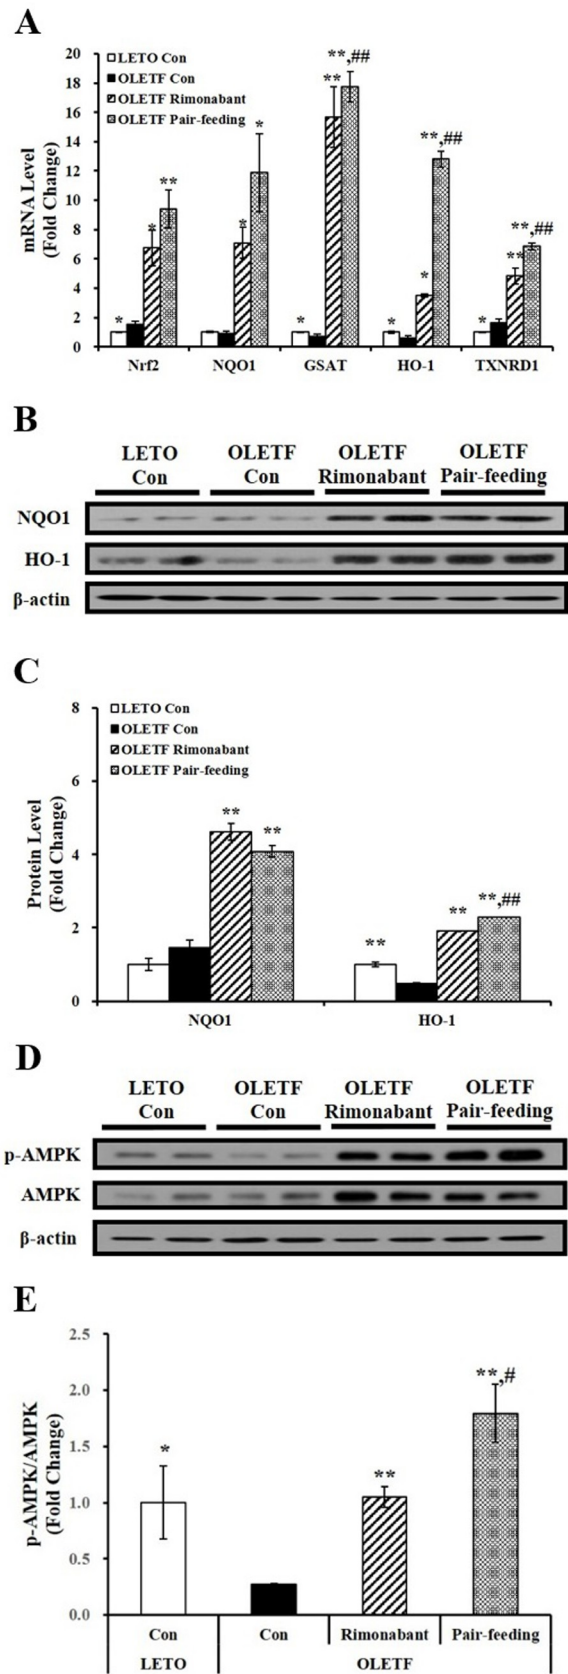 A
20
18
16
14
12
10
8
6
4
2
0
mRNA Level
(Fold Change)
LETO Con
OLETF Con
OLETF Rimonabant
OLETF Pair-feeding
*
*
**
*
*
*
**
**,##
*
*
**,##
*
**
**,##
Nrf2 NQO1 GSAT HO-1 TXNRD1
B
LETO Con
OLETF Con
OLETF Rimonabant
OLETF Pair-feeding
NQO1
HO-1
β-actin
C
8
6
4
2
0
Protein Level
(Fold Change)
LETO Con
OLETF Con
OLETF Rimonabant
OLETF Pair-feeding
**
**
**
**
**,##
NQO1 HO-1
D
LETO Con
OLETF Con
OLETF Rimonabant
OLETF Pair-feeding
p-AMPK
AMPK
β-actin
E
2.5
2.0
1.5
1.0
0.5
0.0
p-AMPK/AMPK
(Fold Change)
*
**
**,#
Con Con Rimonabant Pair-feeding
LETO OLETF